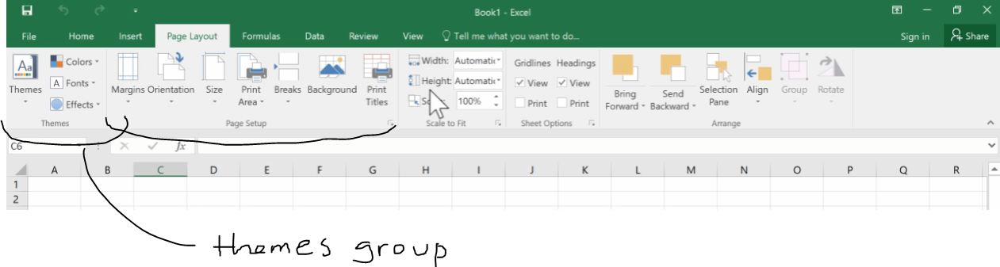 Book1 - Excel
File Home Insert Page Layout Formulas Data Review View Tell me what you want to do... Sign in Share
Themes Colors Fonts Effects
Themes
Margins Orientation Size Print Area Breaks Background Print Titles
Page Setup
Width: Automatic
Height: Automatic
100%
Scale to Fit
Gridlines Headings
View View
Print Print
Sheet Options
Bring Forward Send Backward Selection Pane Align Group Rotate
Arrange
C6 fx
A B C D E F G H I J K L M N O P Q R
1
2
themes group